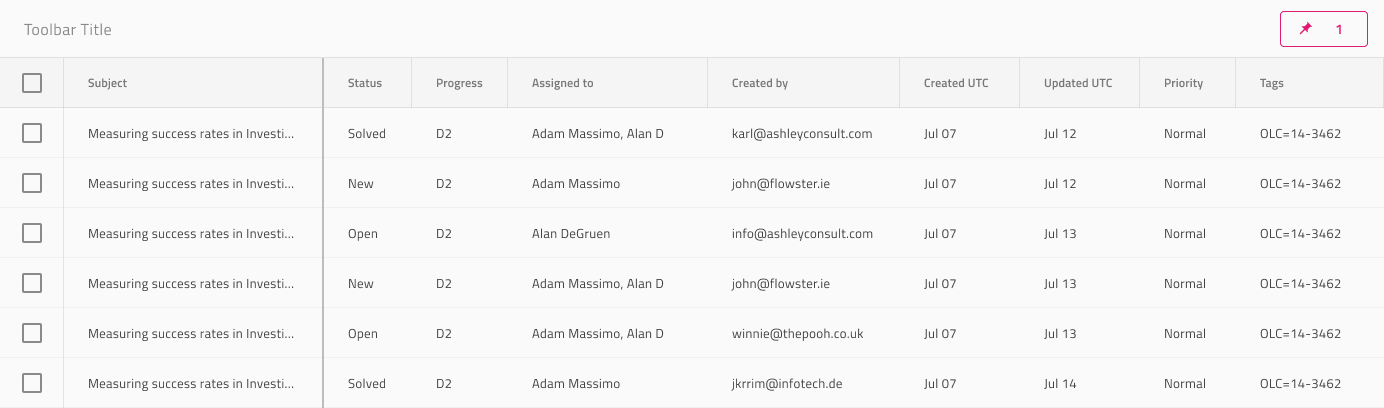 Toolbar Title 1
Subject Status Progress Assigned to Created by Created UTC Updated UTC Priority Tags
Measuring success rates in Investi... Solved D2 Adam Massimo, Alan D karl@ashleyconsult.com Jul 07 Jul 12 Normal OLC=14-3462
Measuring success rates in Investi... New D2 Adam Massimo john@flowster.ie Jul 07 Jul 12 Normal OLC=14-3462
Measuring success rates in Investi... Open D2 Alan DeGruen info@ashleyconsult.com Jul 07 Jul 13 Normal OLC=14-3462
Measuring success rates in Investi... New D2 Adam Massimo, Alan D john@flowster.ie Jul 07 Jul 13 Normal OLC=14-3462
Measuring success rates in Investi... Open D2 Adam Massimo, Alan D winnie@thepooh.co.uk Jul 07 Jul 13 Normal OLC=14-3462
Measuring success rates in Investi... Solved D2 Adam Massimo jkrrim@infotech.de Jul 07 Jul 14 Normal OLC=14-3462